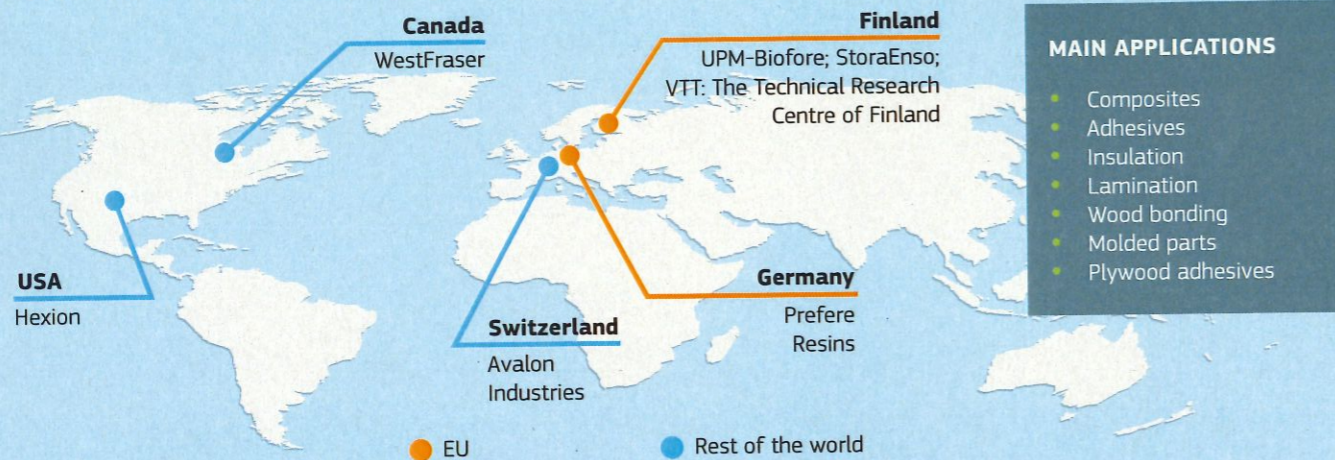 Canada
WestFraser
Finland
UPM-Biofore; StoraEnso;
VTT: The Technical Research
Centre of Finland
MAIN APPLICATIONS
• Composites
• Adhesives
• Insulation
• Lamination
• Wood bonding
• Molded parts
• Plywood adhesives
USA
Hexion
Switzerland
Avalon
Industries
Germany
Prefere
Resins
EU
Rest of the world